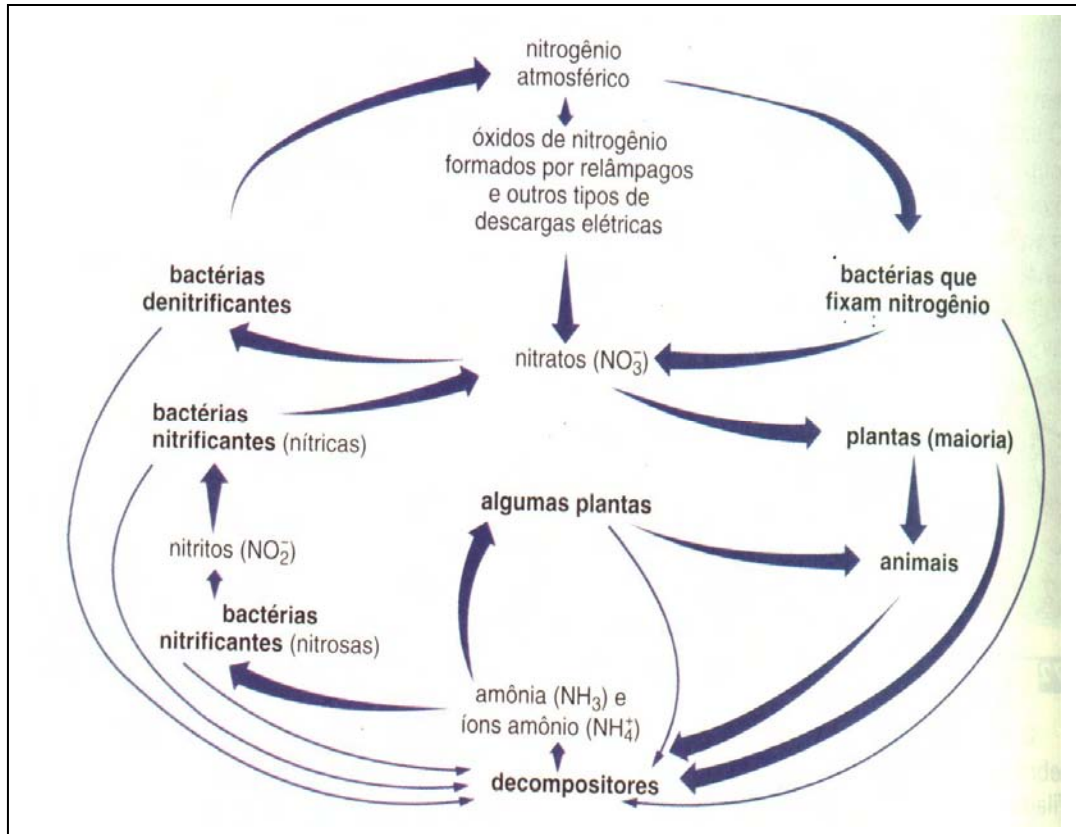 nitrogênio
atmosférico
óxidos de nitrogênio
formados por relâmpagos
e outros tipos de
descargas elétricas
bactérias
denitrificantes
bactérias que
fixam nitrogênio
nitratos (NO₃⁻)
bactérias
nitrificantes (nítricas)
plantas (maioria)
algumas plantas
nitritos (NO₂⁻)
animais
bactérias
nitrificantes (nitrosas)
amônia (NH₃) e
íons amônio (NH₄⁺)
decompositores